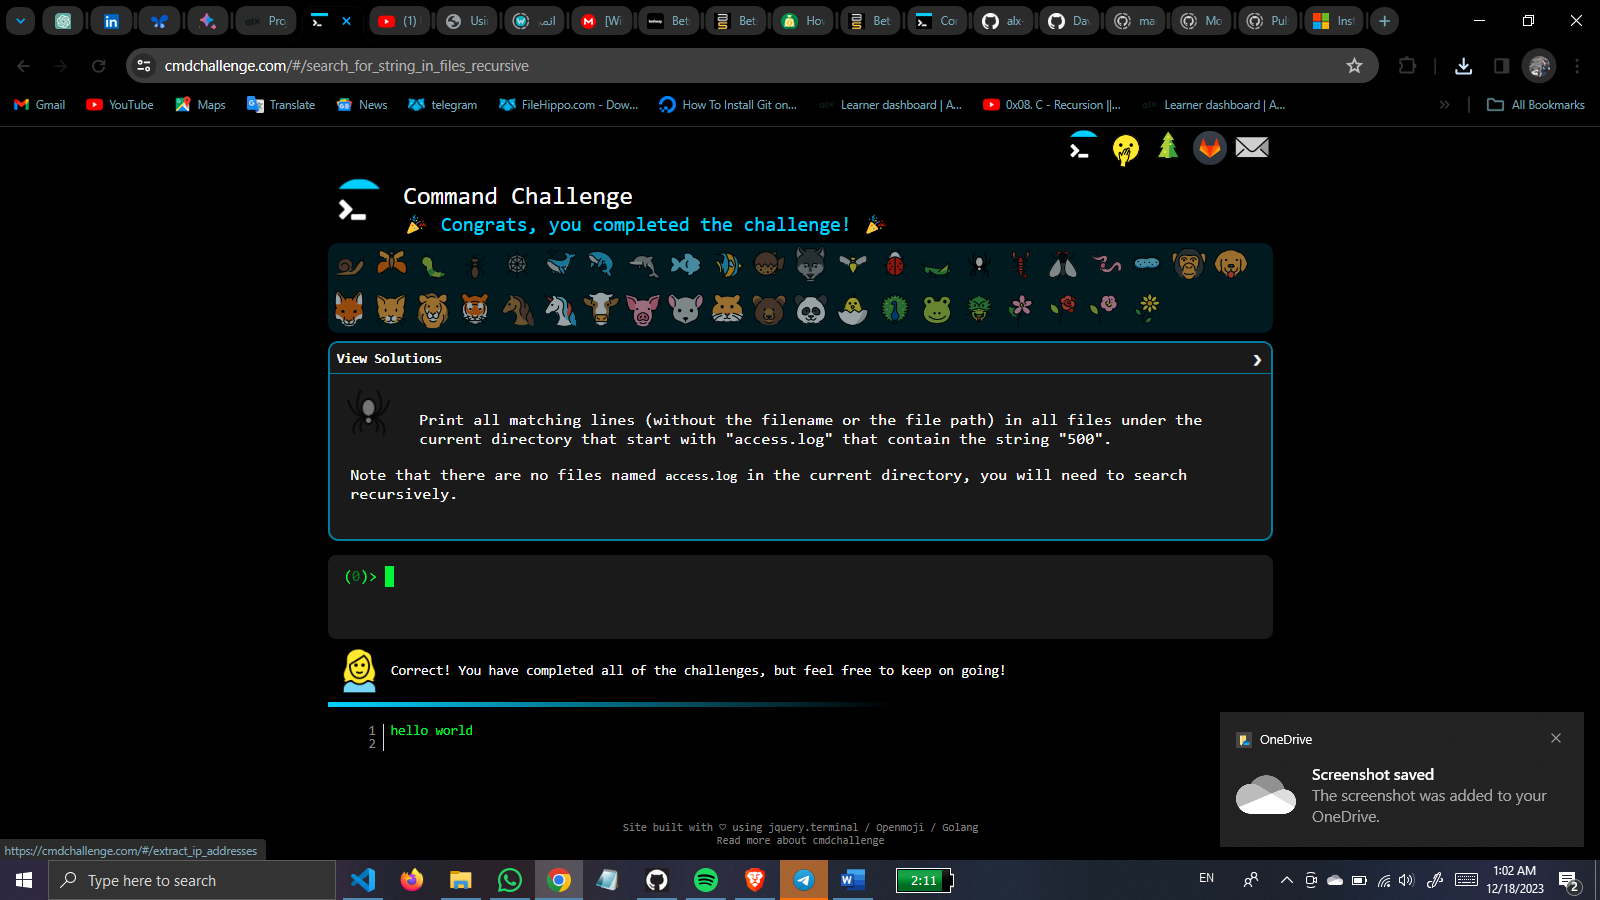 Pro
(1)
Usin
انمي
[Wi
Bet
Bet
Hov
Bet
Cor
alx-
Dav
ma
Mo
Pul
Inst
cmdchallenge.com/#/search_for_string_in_files_recursive
Gmail
YouTube
Maps
Translate
News
telegram
FileHippo.com - Dow...
How To Install Git on...
Learner dashboard | A...
0x08. C - Recursion ||...
Learner dashboard | A...
All Bookmarks
Command Challenge
Congrats, you completed the challenge!
View Solutions
Print all matching lines (without the filename or the file path) in all files under the
current directory that start with "access.log" that contain the string "500".
Note that there are no files named access.log in the current directory, you will need to search
recursively.
(0)>
Correct! You have completed all of the challenges, but feel free to keep on going!
1 hello world
2
OneDrive
Screenshot saved
The screenshot was added to your
OneDrive.
Site built with ♡ using jquery.terminal / Openmoji / Golang
Read more about cmdchallenge
https://cmdchallenge.com/#/extract_ip_addresses
Type here to search
2:11
EN
1:02 AM
12/18/2023
2